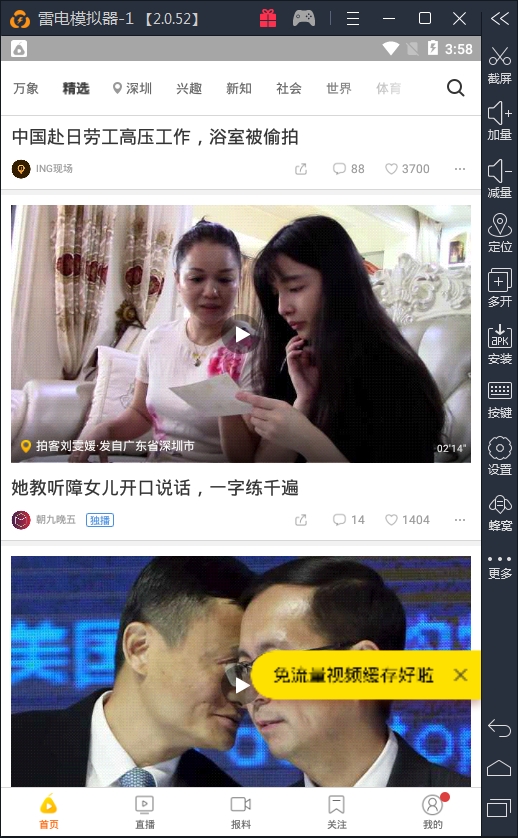 雷电模拟器-1 【2.0.52】
3:58
万象 精选 深圳 兴趣 新知 社会 世界 体育
中国赴日劳工高压工作，浴室被偷拍
ING现场 88 3700
拍客刘雯媛·发自广东省深圳市 02'14"
她教听障女儿开口说话，一字练千遍
朝九晚五 独播 14 1404
美国
免流量视频缓存好啦
首页 直播 报料 关注 我的
截屏
加量
减量
定位
多开
APK
安装
按键
设置
蜂窝
更多